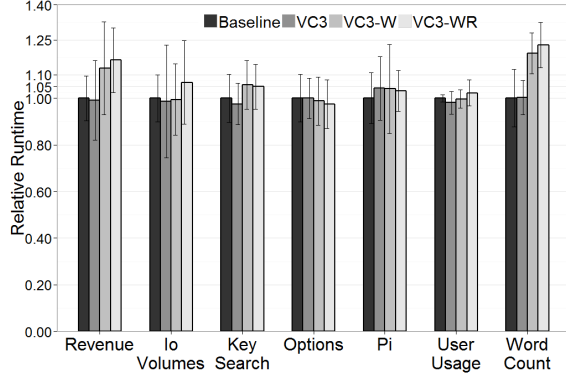 1.40
Baseline VC3 VC3-W VC3-WR
1.25
1.10
1.05
1.00
0.80
0.60
0.40
0.20
0.00
Relative Runtime
Revenue
Io
Volumes
Key
Search
Options
Pi
User
Usage
Word
Count